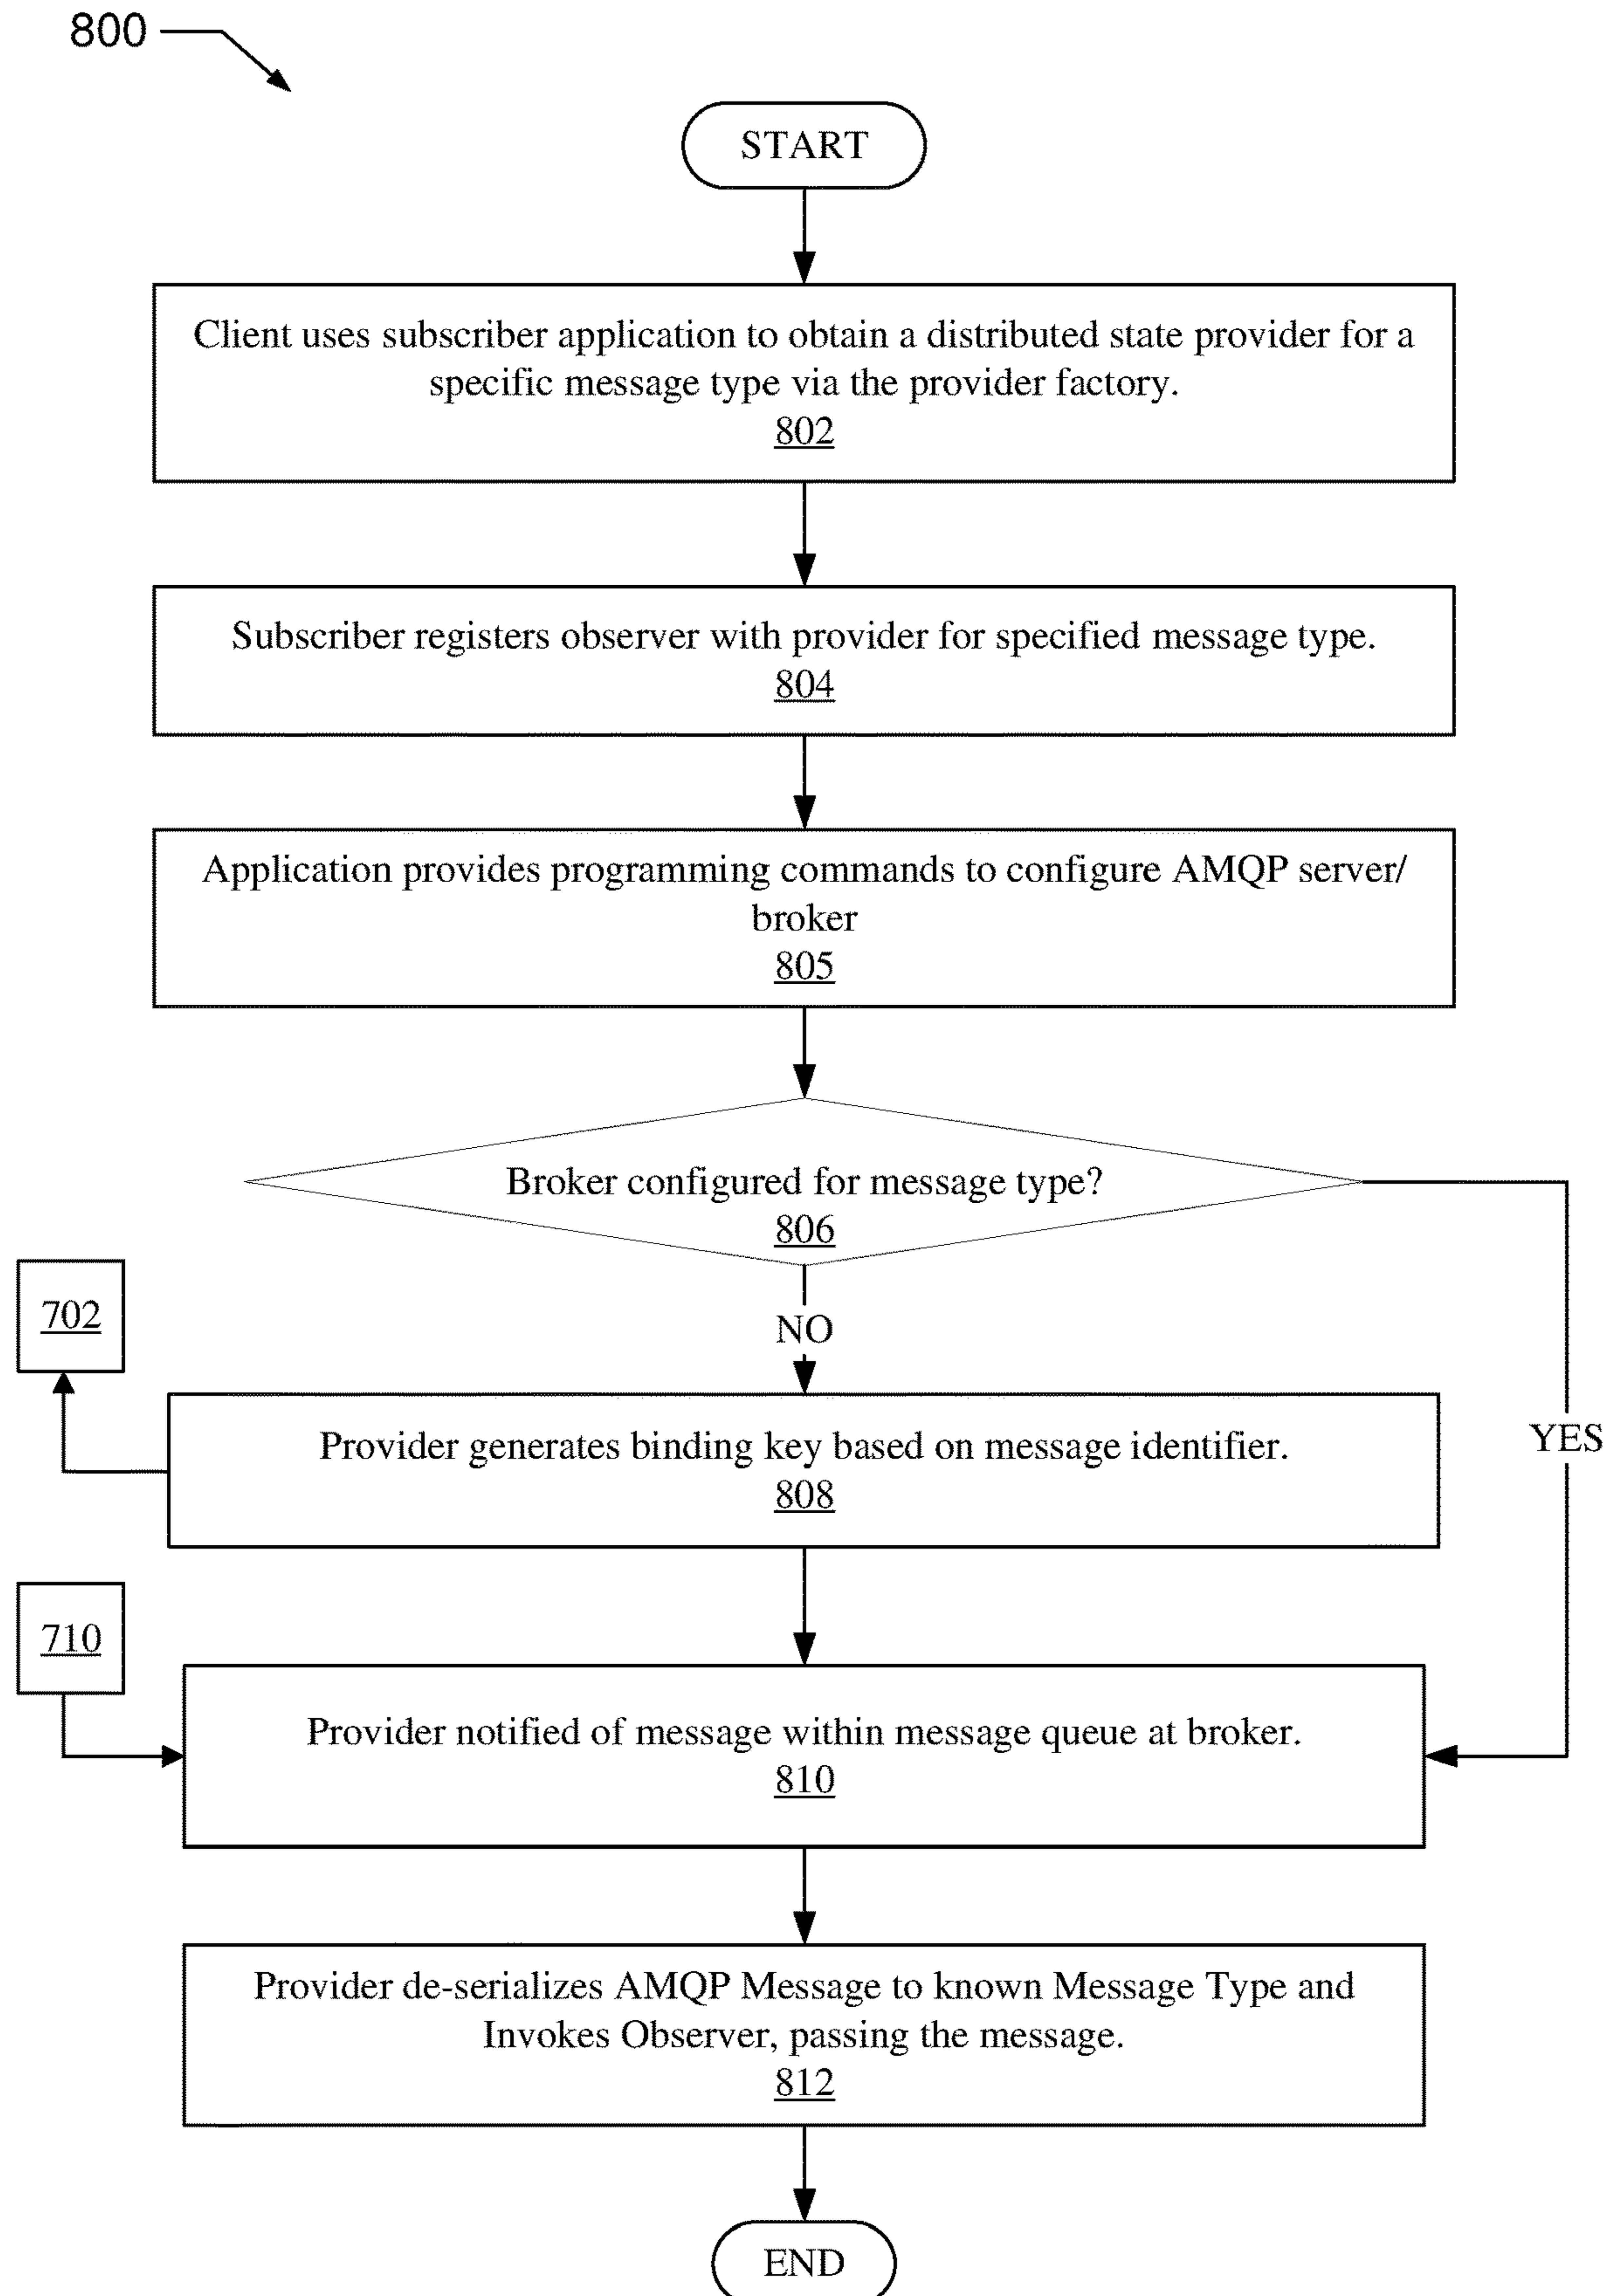 800
START
Client uses subscriber application to obtain a distributed state provider for a
specific message type via the provider factory.
802
Subscriber registers observer with provider for specified message type.
804
Application provides programming commands to configure AMQP server/
broker
805
Broker configured for message type?
806
702
NO
YES
Provider generates binding key based on message identifier.
808
710
Provider notified of message within message queue at broker.
810
Provider de-serializes AMQP Message to known Message Type and
Invokes Observer, passing the message.
812
END